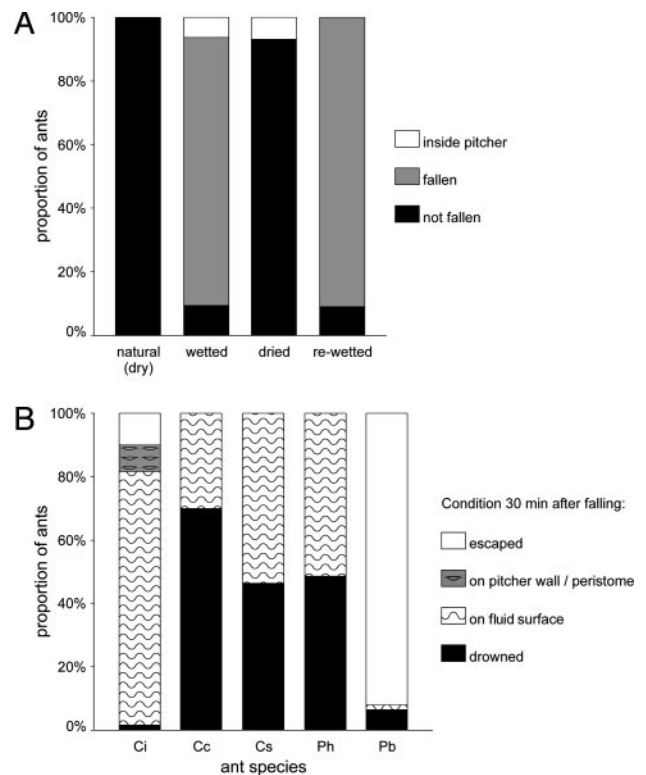 A
100%
80%
60%
40%
20%
0%
proportion of ants
natural (dry)
wetted
dried
re-wetted
inside pitcher
fallen
not fallen
B
100%
80%
60%
40%
20%
0%
proportion of ants
Ci
Cc
Cs
Ph
Pb
ant species
Condition 30 min after falling:
escaped
on pitcher wall / peristome
on fluid surface
drowned